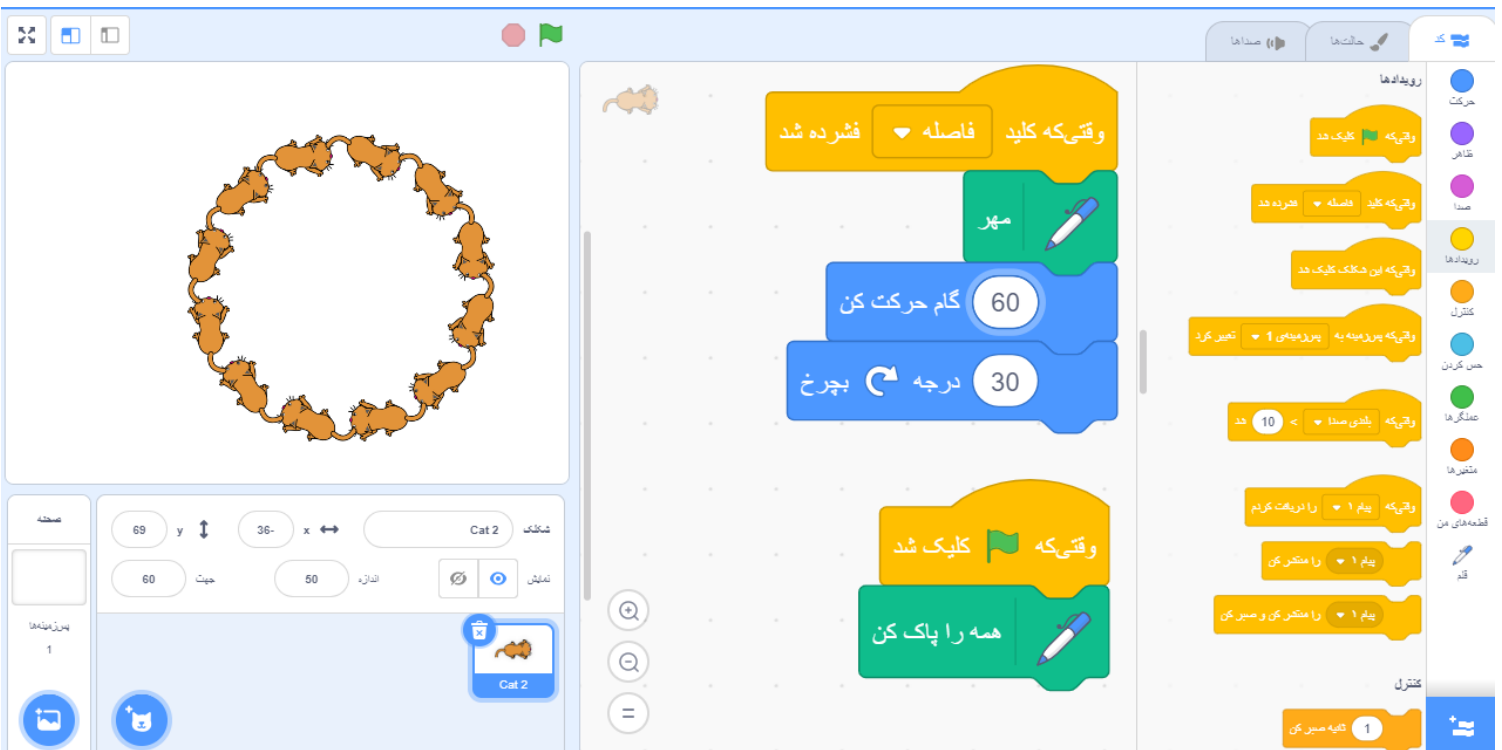 کد
حالت‌ها
صداها
حرکت
ظاهر
صدا
رویدادها
کنترل
حس کردن
عملگرها
متغیرها
قطعه‌های من
قلم
رویدادها
وقتی‌که کلیک شد
وقتی‌که کلید فاصله فشرده شد
وقتی‌که این شکلک کلیک شد
وقتی‌که پس‌زمینه به پس‌زمینه‌ی 1 تغییر کرد
وقتی‌که بلندی صدا > 10 شد
وقتی‌که پیام ۱ را دریافت کردم
پیام ۱ را منتشر کن
پیام ۱ را منتشر کن و صبر کن
کنترل
1 ثانیه صبر کن
وقتی‌که کلید فاصله فشرده شد
مهر
60 گام حرکت کن
30 درجه بچرخ
وقتی‌که کلیک شد
همه را پاک کن
شکلک Cat 2 x 36- y 69
نمایش اندازه 50 جهت 60
Cat 2
صحنه
پس‌زمینه‌ها
1